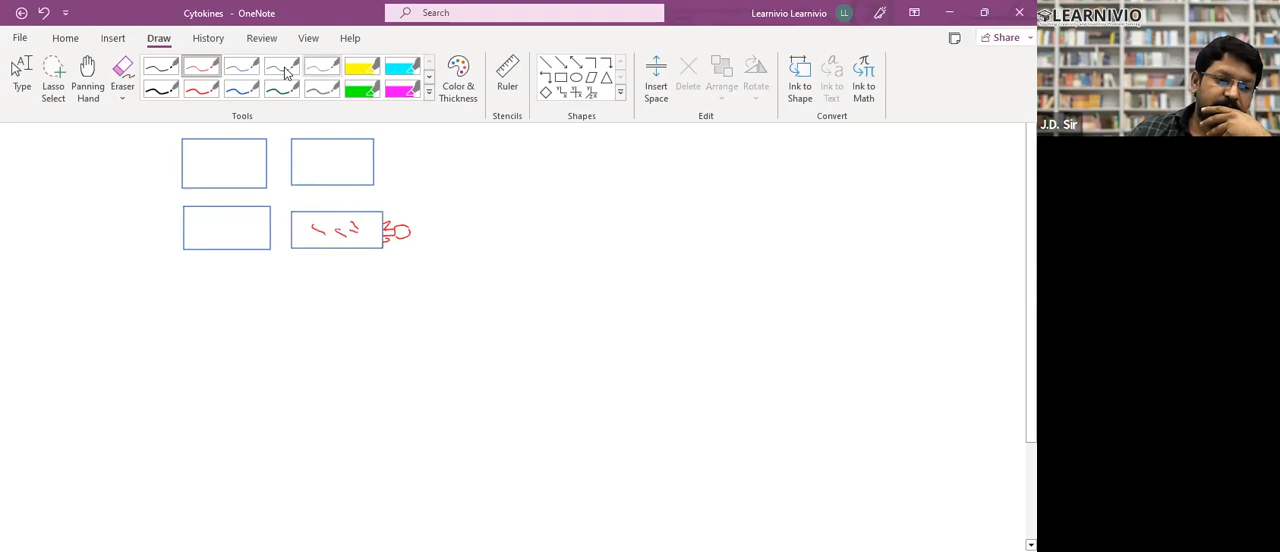 Cytokines - OneNote
Search
Learnivio Learnivio
LL
File
Home
Insert
Draw
History
Review
View
Help
Share
Type
Lasso Select
Panning Hand
Eraser
Color & Thickness
Ruler
Insert Space
Delete
Arrange
Rotate
Ink to Shape
Ink to Text
Ink to Math
Tools
Stencils
Shapes
Edit
Convert
LEARNIVIO
J.D. Sir